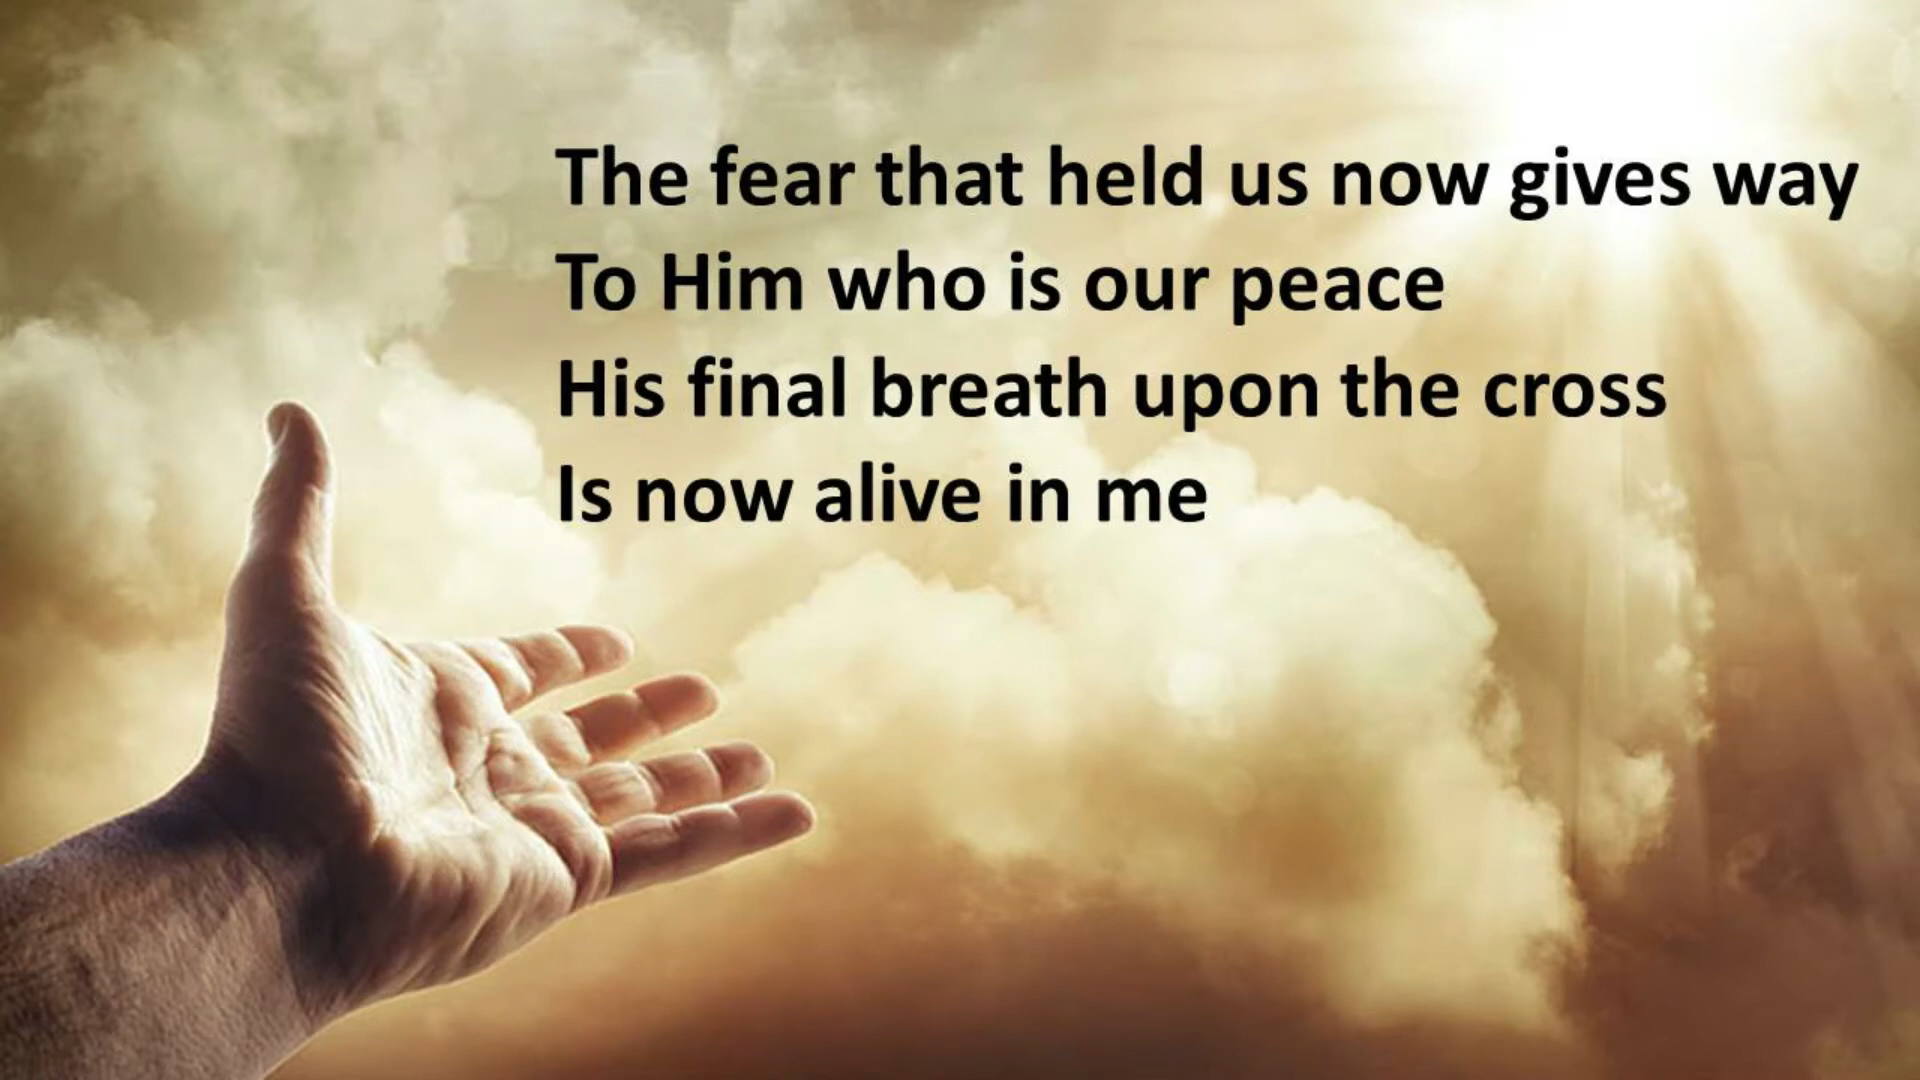 The fear that held us now gives way
To Him who is our peace
His final breath upon the cross
Is now alive in me